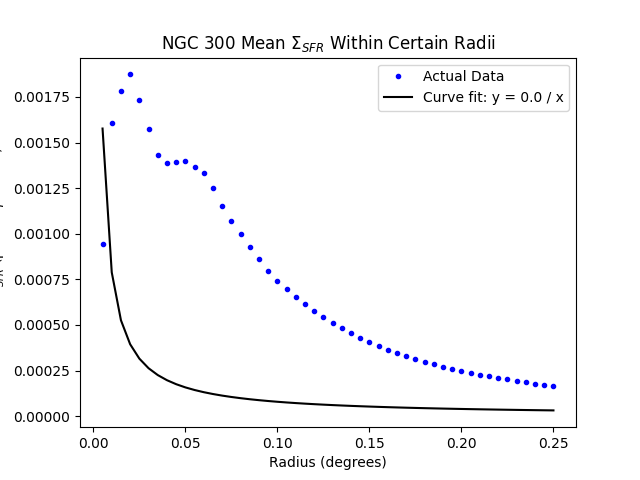 NGC 300 Mean Σ_SFR Within Certain Radii
Actual Data
Curve fit: y = 0.0 / x
0.00175
0.00150
0.00125
0.00100
0.00075
0.00050
0.00025
0.00000
0.00 0.05 0.10 0.15 0.20 0.25
Radius (degrees)